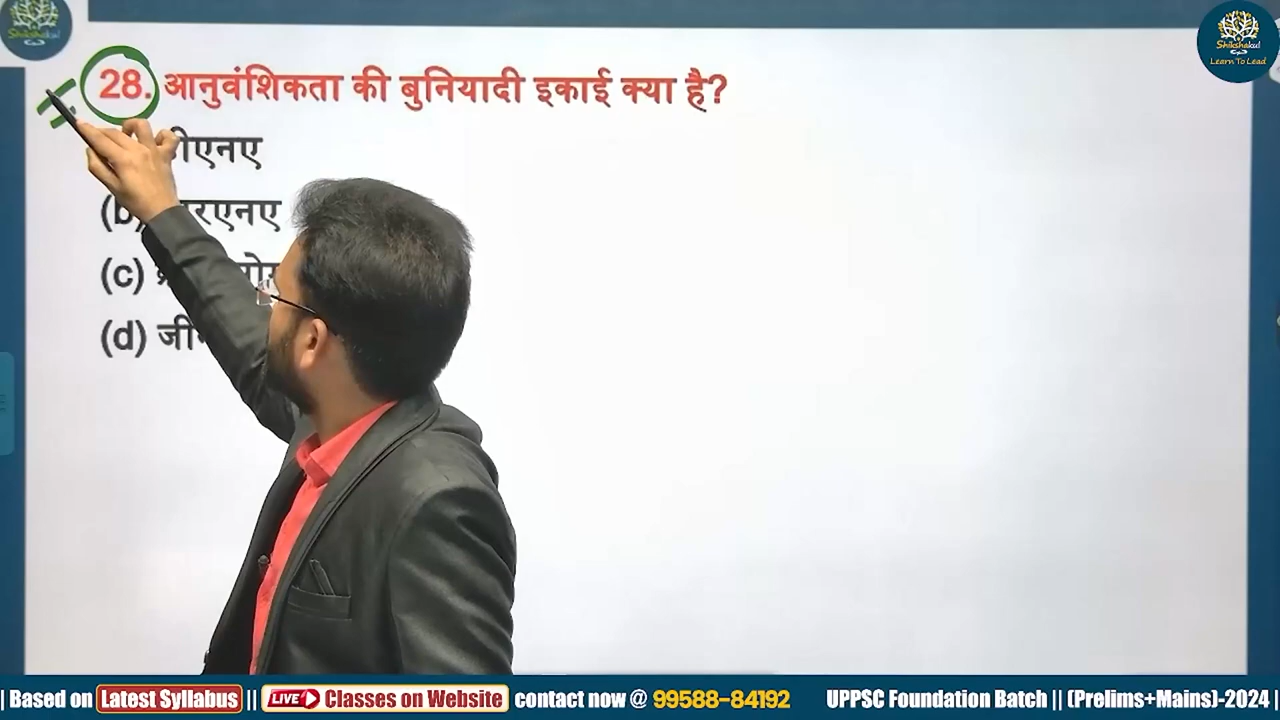 Shikshakul
Shikshakul
Learn To Lead
28. आनुवंशिकता की बुनियादी इकाई क्या है?
(b)
(c)
(d)
| Based on Latest Syllabus || LIVE Classes on Website contact now @ 99588-84192 UPPSC Foundation Batch || (Prelims+Mains)-2024 |